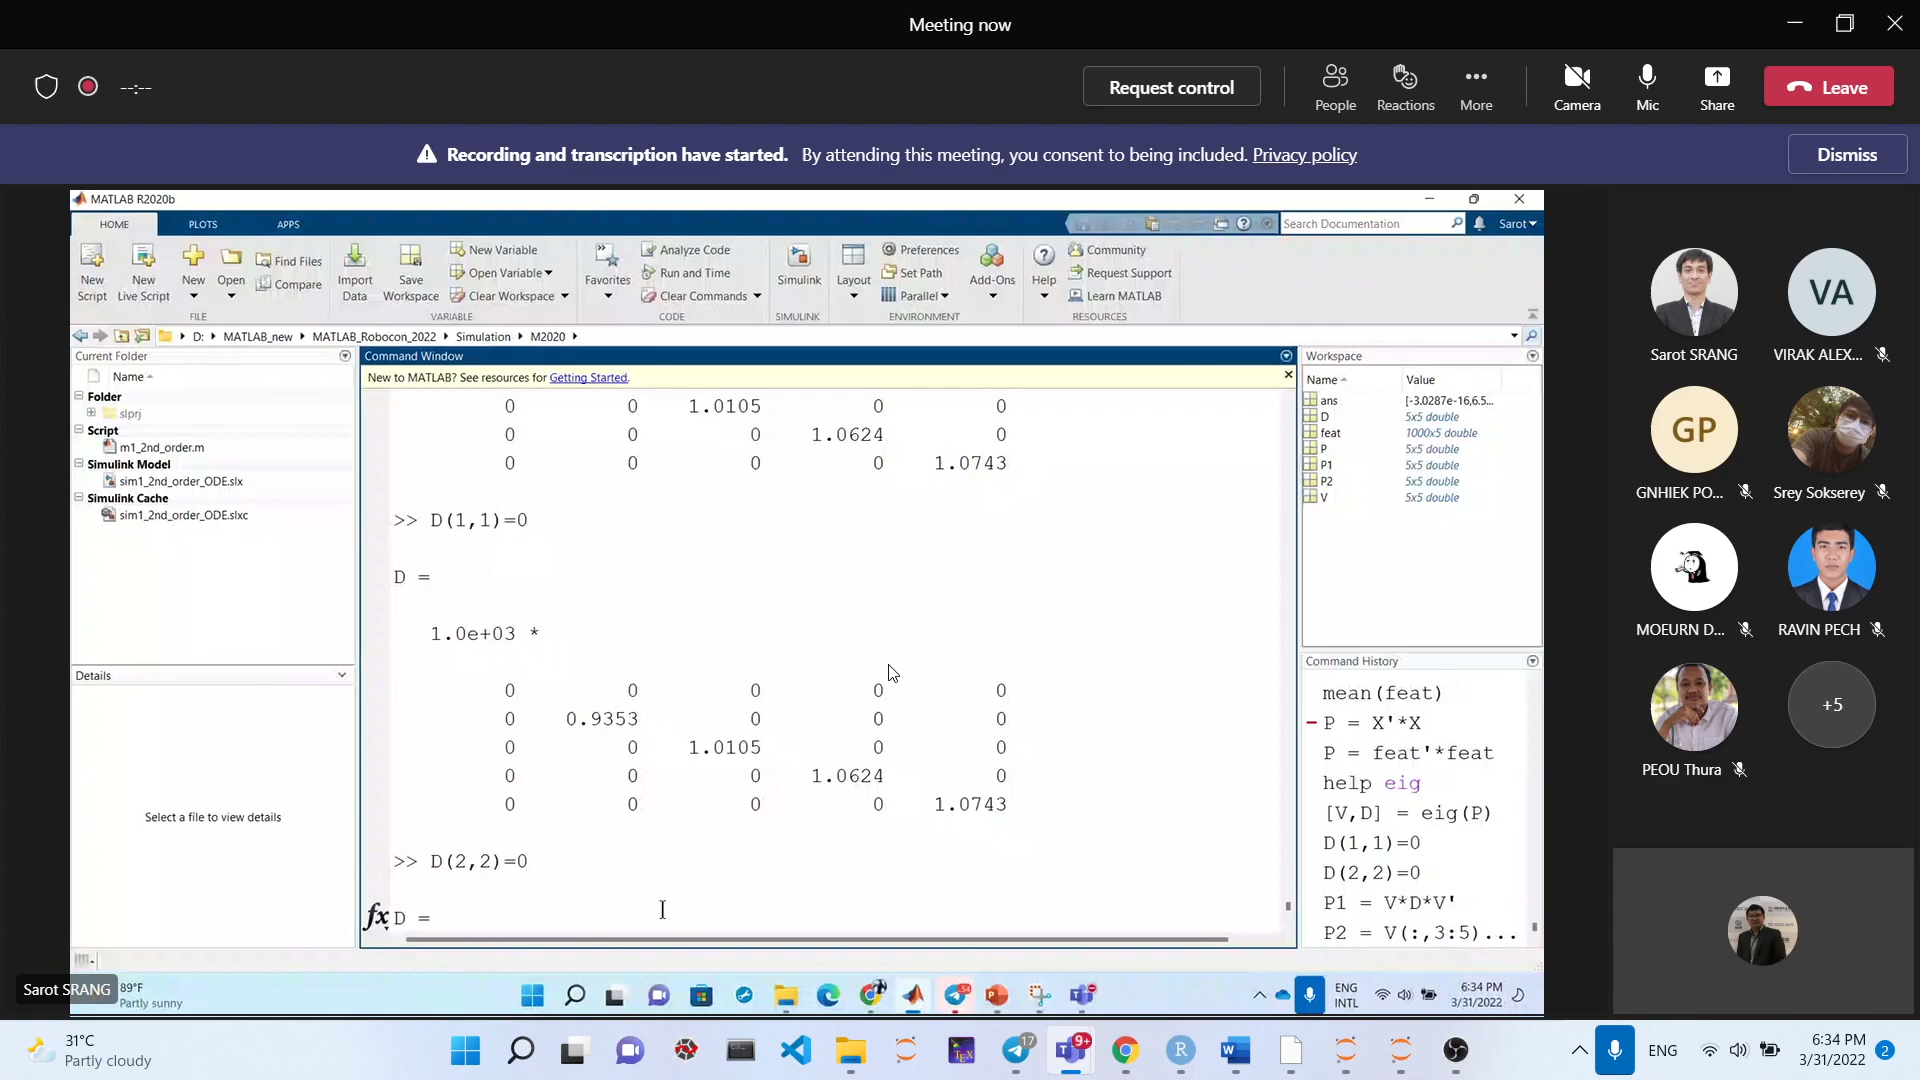 Meeting now
--:--
Request control
People
Reactions
More
Camera
Mic
Share
Leave
Recording and transcription have started. By attending this meeting, you consent to being included. Privacy policy
Dismiss
MATLAB R2020b
HOME
PLOTS
APPS
Search Documentation
Sarot
New Script
New Live Script
New
Open
Find Files
Compare
FILE
Import Data
Save Workspace
New Variable
Open Variable
Clear Workspace
VARIABLE
Favorites
Analyze Code
Run and Time
Clear Commands
CODE
Simulink
SIMULINK
Layout
Preferences
Set Path
Parallel
Add-Ons
ENVIRONMENT
Help
Community
Request Support
Learn MATLAB
RESOURCES
D: MATLAB_new MATLAB_Robocon_2022 Simulation M2020
Current Folder
Name
Folder
slprj
Script
m1_2nd_order.m
Simulink Model
sim1_2nd_order_ODE.slx
Simulink Cache
sim1_2nd_order_ODE.slxc
Details
Select a file to view details
Command Window
New to MATLAB? See resources for Getting Started.
0 0 1.0105 0 0
0 0 0 1.0624 0
0 0 0 0 1.0743
>> D(1,1)=0
D =
1.0e+03 *
0 0 0 0 0
0 0.9353 0 0 0
0 0 1.0105 0 0
0 0 0 1.0624 0
0 0 0 0 1.0743
>> D(2,2)=0
fx D =
Workspace
Name Value
ans [-3.0287e-16,6.5...
D 5x5 double
feat 1000x5 double
P 5x5 double
P1 5x5 double
P2 5x5 double
V 5x5 double
Command History
mean(feat)
P = X'*X
P = feat'*feat
help eig
[V,D] = eig(P)
D(1,1)=0
D(2,2)=0
P1 = V*D*V'
P2 = V(:,3:5)...
Sarot SRANG
VA
VIRAK ALEX...
GP
GNHIEK PO...
Srey Sokserey
MOEURN D...
RAVIN PECH
PEOU Thura
+5
Sarot SRANG
89°F
Partly sunny
54
ENG
INTL
6:34 PM
3/31/2022
31°C
Partly cloudy
TEX
17
9+
R
W
ENG
6:34 PM
3/31/2022
2